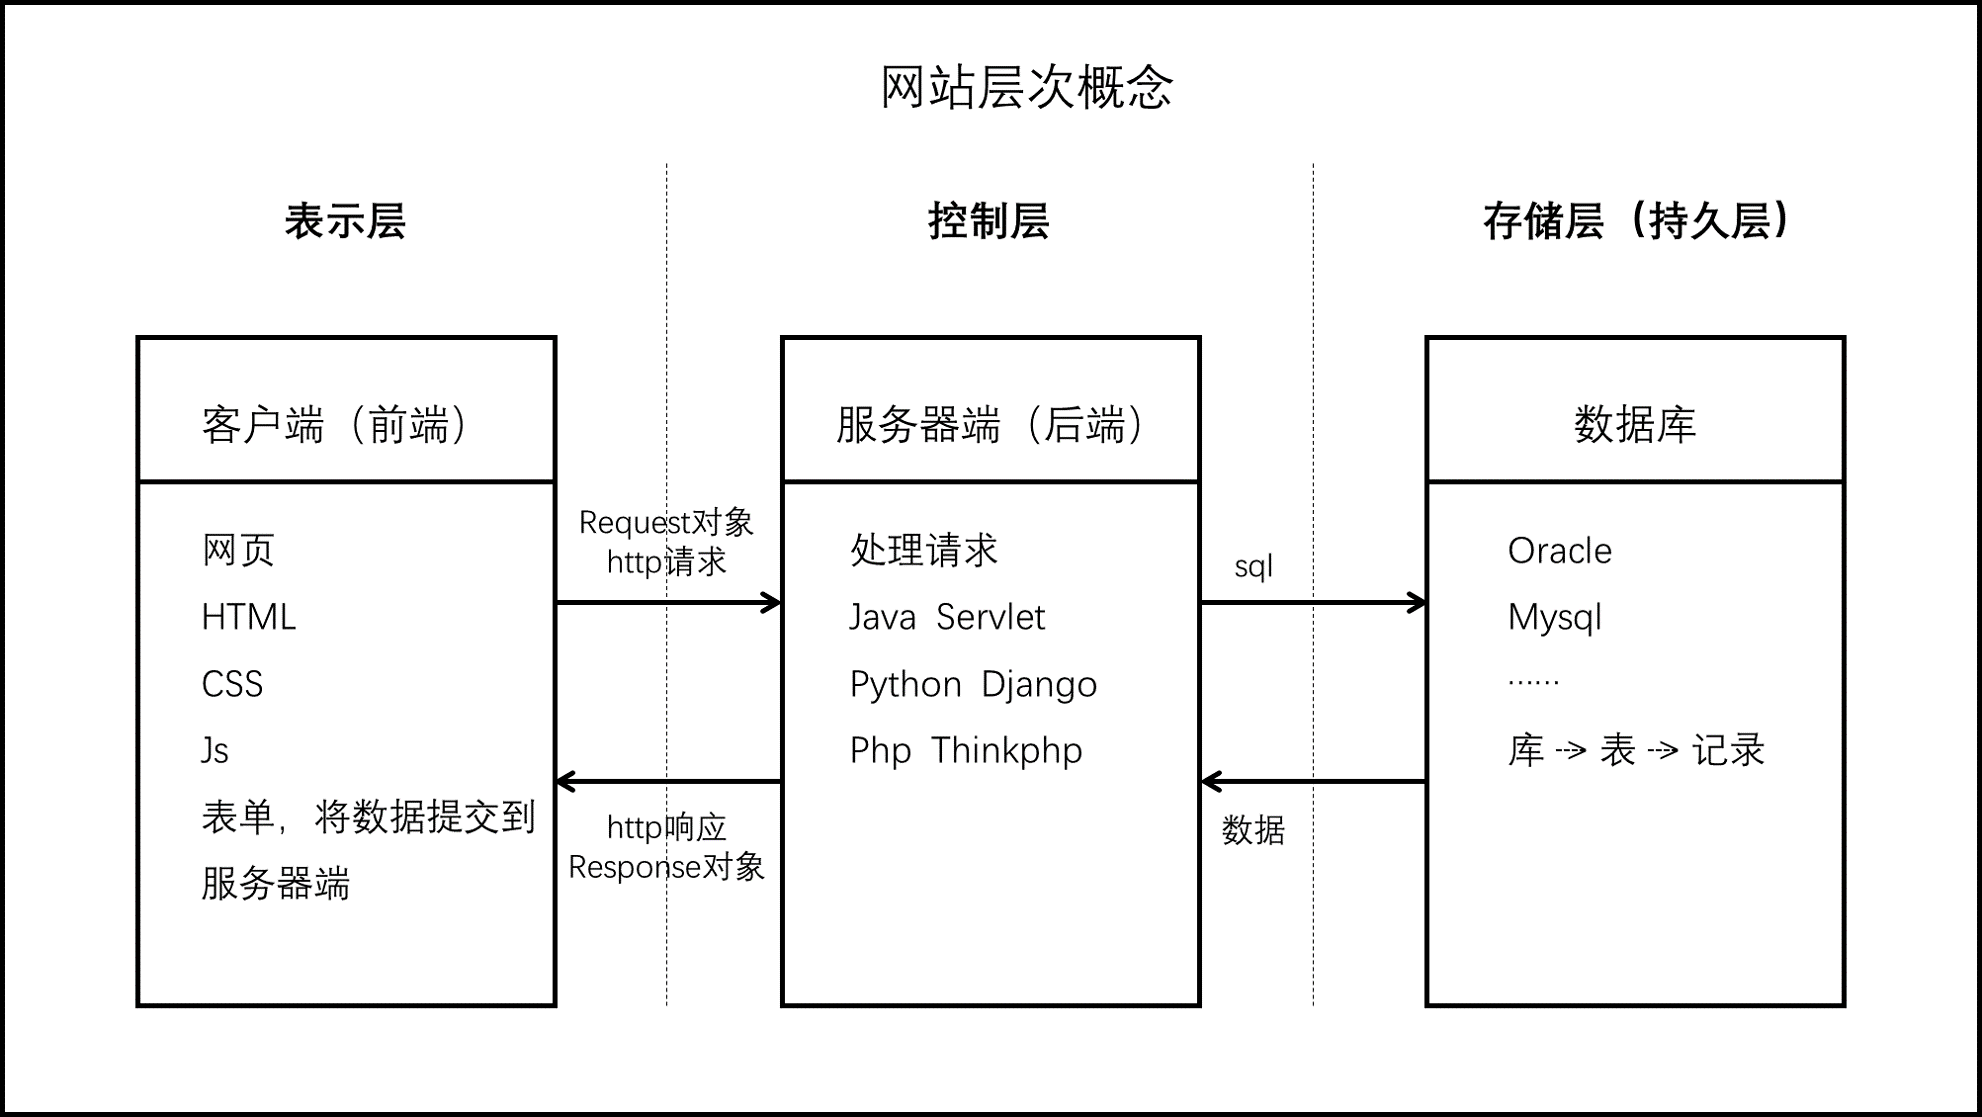 网站层次概念
表示层
控制层
存储层（持久层）
客户端（前端）
网页
HTML
CSS
Js
表单，将数据提交到
服务器端
Request对象
http请求
http响应
Response对象
服务器端（后端）
处理请求
Java Servlet
Python Django
Php Thinkphp
sql
数据
数据库
Oracle
Mysql
……
库 -> 表 -> 记录